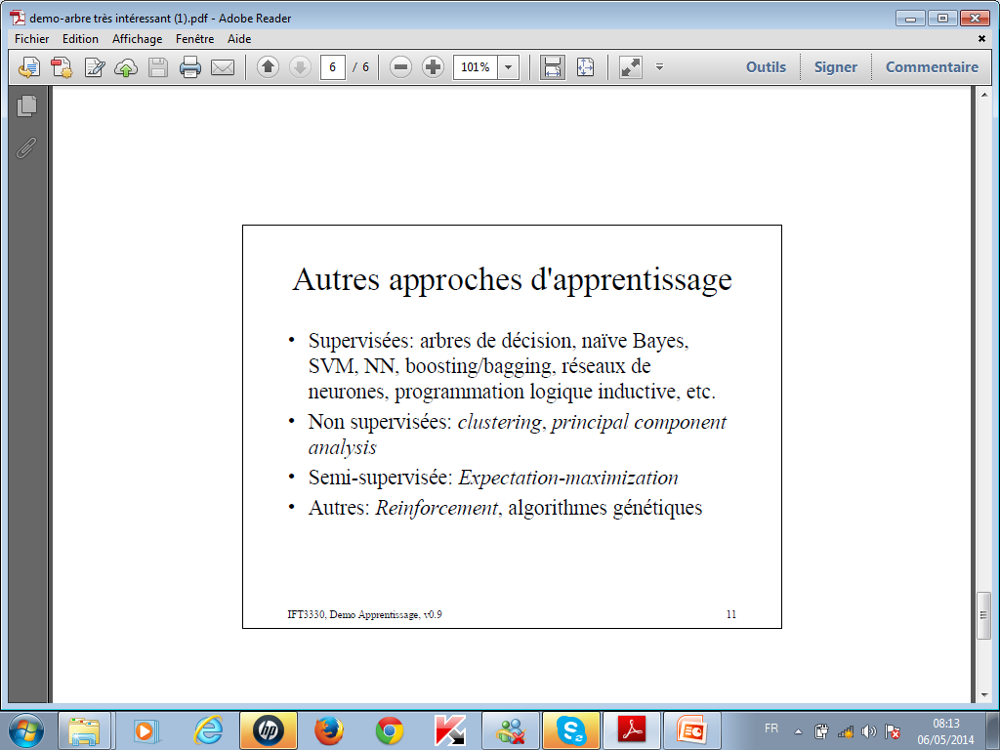 demo-arbre très intéressant (1).pdf - Adobe Reader
Fichier Edition Affichage Fenêtre Aide
6 / 6 101% Outils Signer Commentaire
Autres approches d'apprentissage
• Supervisées: arbres de décision, naïve Bayes,
SVM, NN, boosting/bagging, réseaux de
neurones, programmation logique inductive, etc.
• Non supervisées: clustering, principal component
analysis
• Semi-supervisée: Expectation-maximization
• Autres: Reinforcement, algorithmes génétiques
IFT3330, Demo Apprentissage, v0.9 11
FR 08:13
06/05/2014